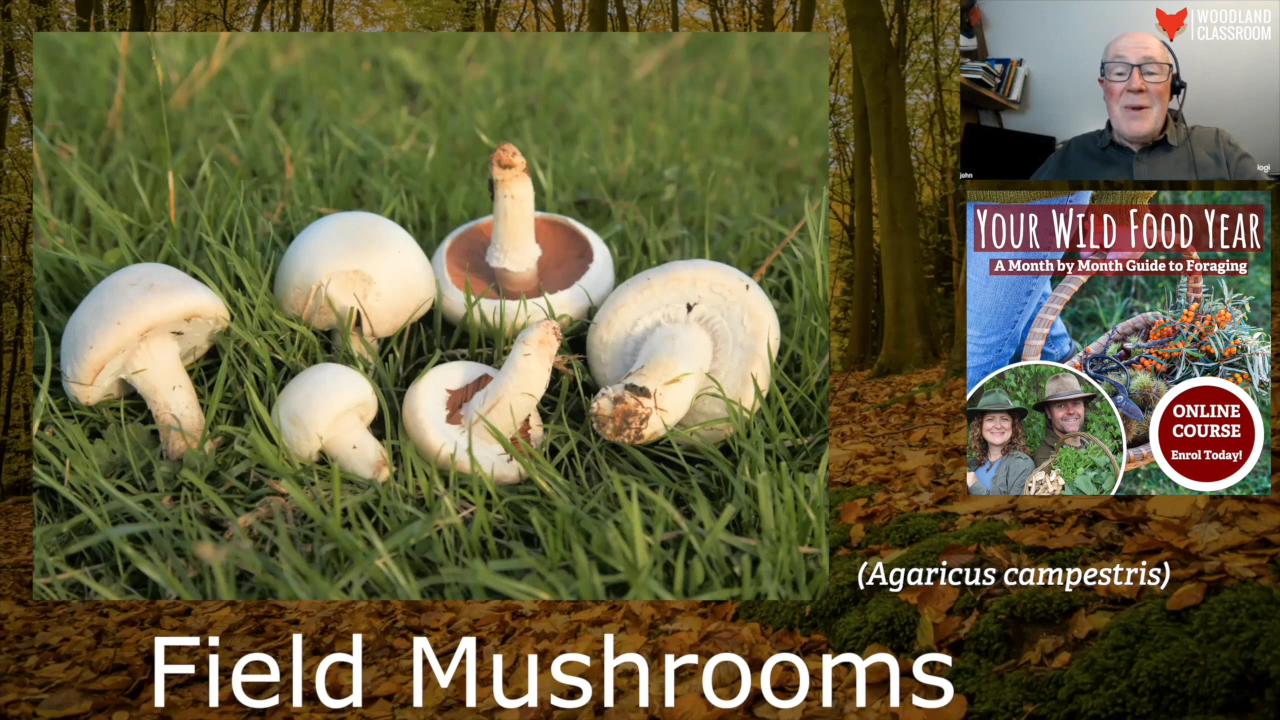 WOODLAND
CLASSROOM
john
logi
YOUR WILD FOOD YEAR
A Month by Month Guide to Foraging
ONLINE
COURSE
Enrol Today!
(Agaricus campestris)
Field Mushrooms